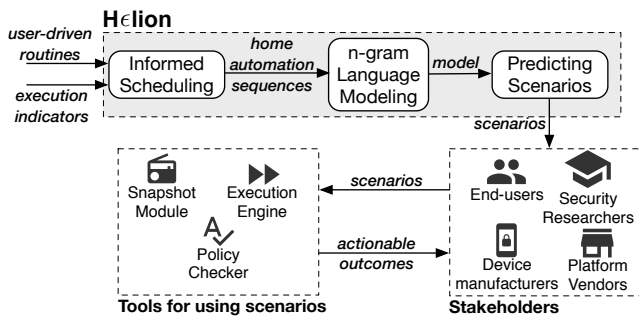 Hϵlion
user-driven
routines
execution
indicators
Informed
Scheduling
home
automation
sequences
n-gram
Language
Modeling
model
Predicting
Scenarios
scenarios
Snapshot
Module
Execution
Engine
Policy
Checker
Tools for using scenarios
scenarios
actionable
outcomes
End-users
Security
Researchers
Device
manufacturers
Platform
Vendors
Stakeholders